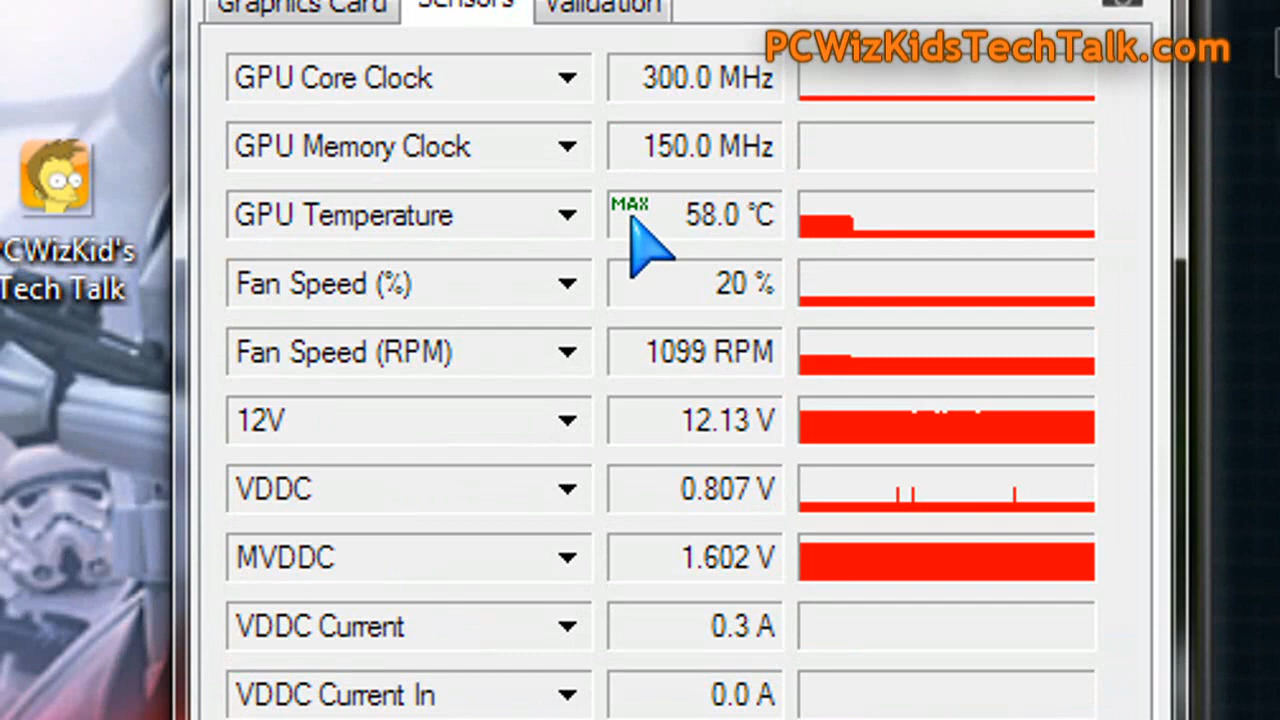 Graphics Card Sensors Validation
PCWizKidsTechTalk.com
GPU Core Clock 300.0 MHz
GPU Memory Clock 150.0 MHz
GPU Temperature MAX 58.0 °C
Fan Speed (%) 20 %
Fan Speed (RPM) 1099 RPM
12V 12.13 V
VDDC 0.807 V
MVDDC 1.602 V
VDDC Current 0.3 A
VDDC Current In 0.0 A
CWizKid's
Tech Talk